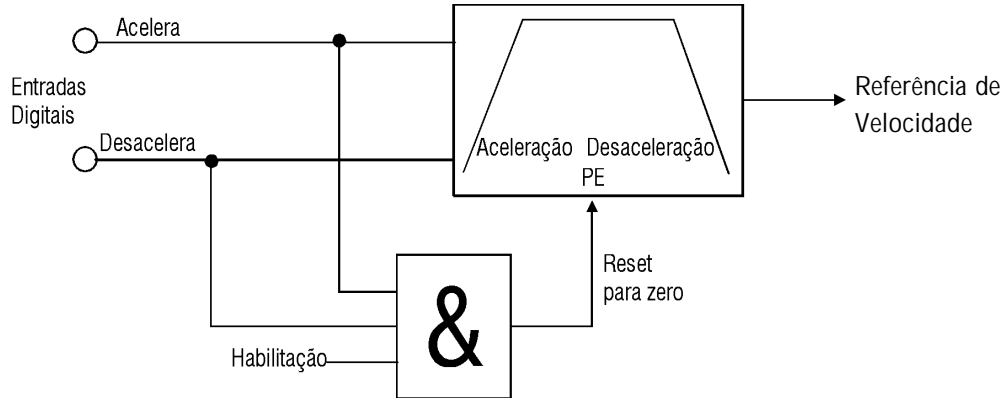 Acelera
Entradas
Digitais
Desacelera
Aceleração Desaceleração
PE
Referência de
Velocidade
Reset
para zero
&
Habilitação